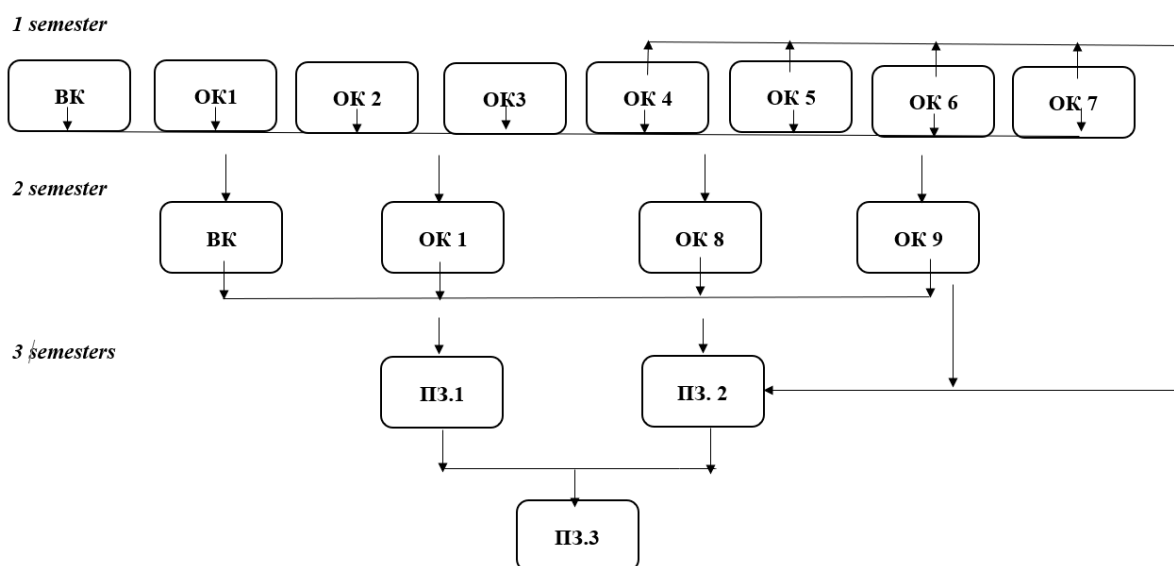 1 semester
ВК ОК1 ОК 2 ОК3 ОК 4 ОК 5 ОК 6 ОК 7
2 semester
ВК ОК 1 ОК 8 ОК 9
3 semesters
ПЗ.1 ПЗ. 2
ПЗ.3